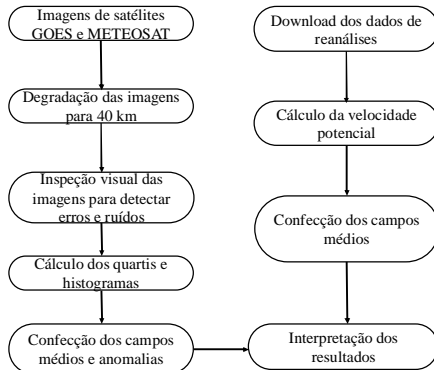 Imagens de satélites
GOES e METEOSAT
Degradação das imagens
para 40 km
Inspeção visual das
imagens para detectar
erros e ruídos
Cálculo dos quartis e
histogramas
Confecção dos campos
médios e anomalias
Download dos dados de
reanálises
Cálculo da velocidade
potencial
Confecção dos campos
médios
Interpretação dos
resultados